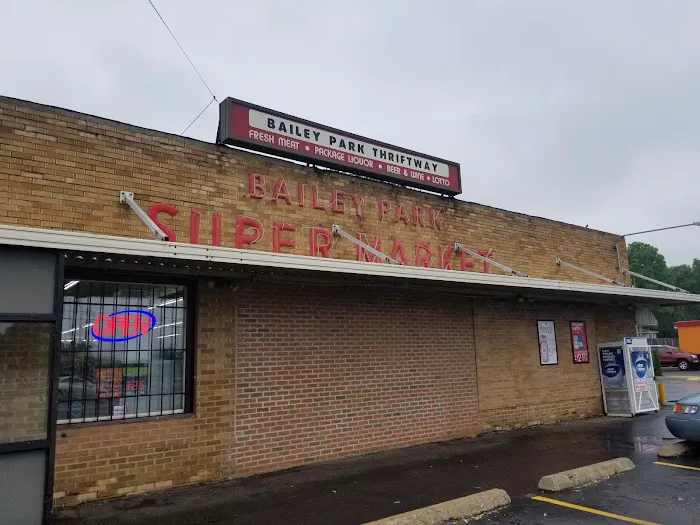 BAILEY PARK THRIFTWAY
FRESH MEAT • PACKAGE LIQUOR • BEER & WINE • LOTTO
BAILEY PARK
SUPER MARKET
OPEN